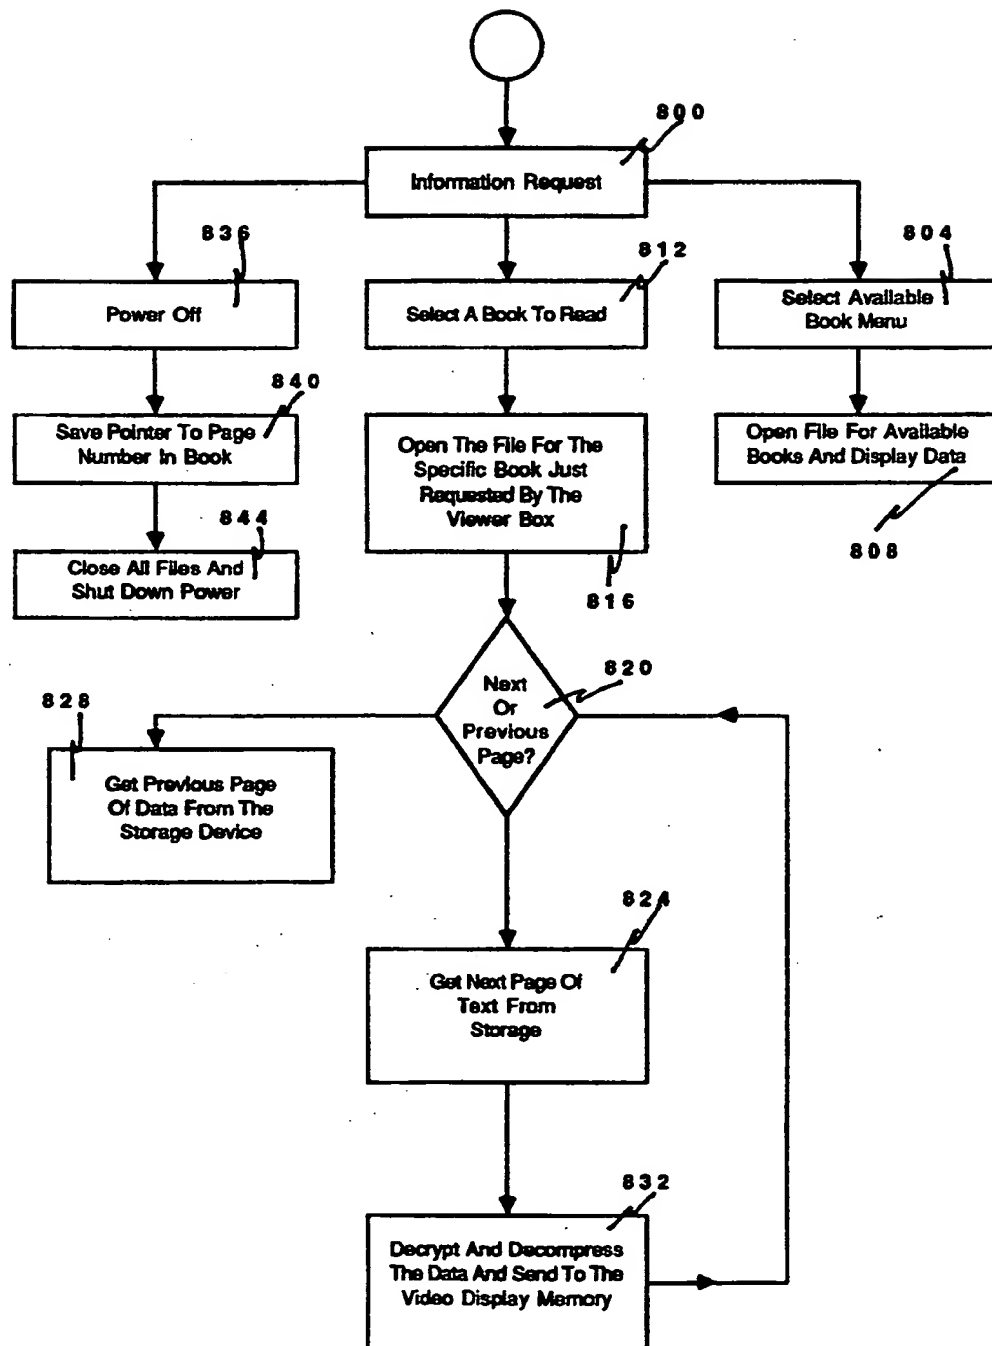 800
Information Request
836
Power Off
812
Select A Book To Read
804
Select Available
Book Menu
840
Save Pointer To Page
Number In Book
Open The File For The
Specific Book Just
Requested By The
Viewer Box
816
Open File For Available
Books And Display Data
808
844
Close All Files And
Shut Down Power
820
Next
Or
Previous
Page?
828
Get Previous Page
Of Data From The
Storage Device
824
Get Next Page Of
Text From
Storage
832
Decrypt And Decompress
The Data And Send To The
Video Display Memory